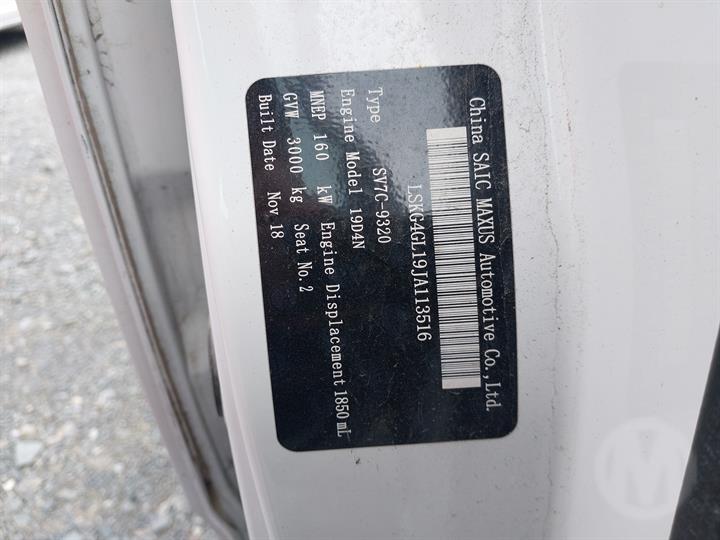 China SAIC MAXUS Automotive Co., Ltd.
LSKG4GL19JA113516
Type SV7C-9320
Engine Model 19D4N
MNEP 160 kW Engine Displacement 1850 mL
GVW 3000 kg Seat No. 2
Built Date Nov 18
M